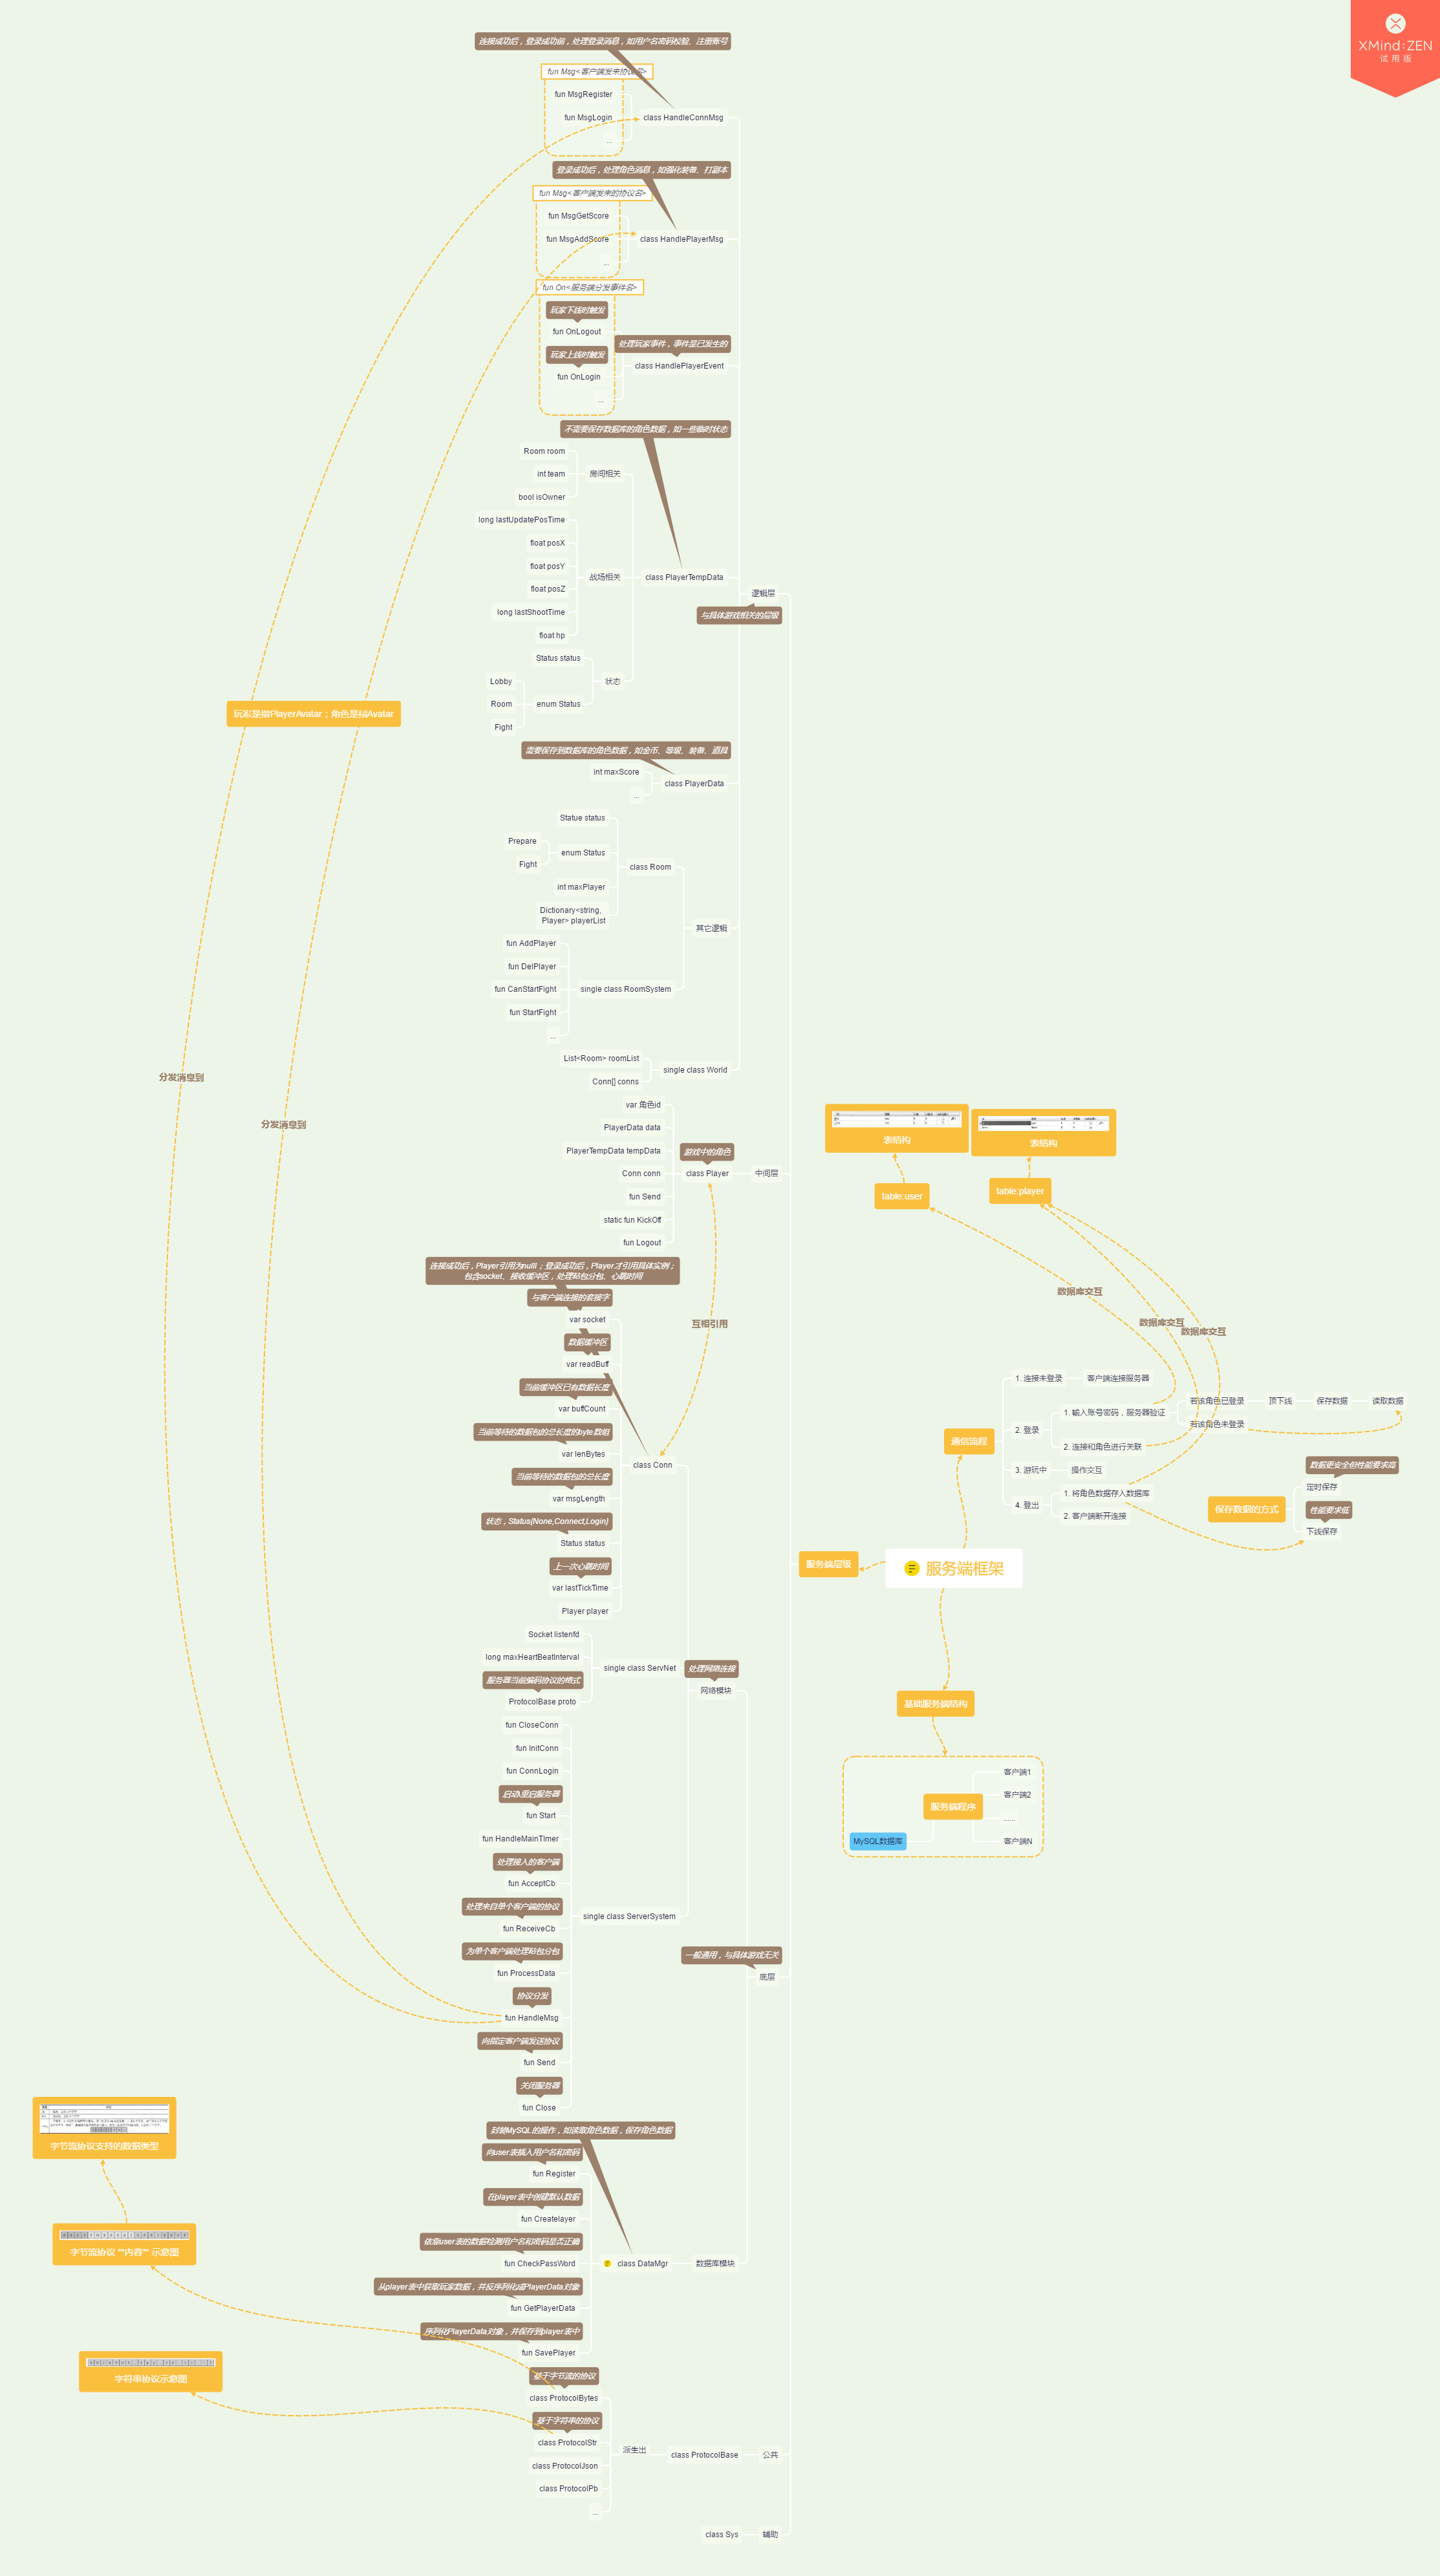 XMind:ZEN
试用版
连接成功后，登录成功前，处理登录消息，如用户名密码校验、注册账号
fun Msg<客户端发来协议名>
fun MsgRegister
fun MsgLogin
...
class HandleConnMsg
登录成功后，处理角色消息，如强化装备、打副本
fun Msg<客户端发来的协议名>
fun MsgGetScore
fun MsgAddScore
...
class HandlePlayerMsg
fun On<服务端分发事件名>
玩家下线时触发
fun OnLogout
处理玩家事件，事件是已发生的
玩家上线时触发
class HandlePlayerEvent
fun OnLogin
...
不需要保存数据库的角色数据，如一些临时状态
Room room
int team
房间相关
bool isOwner
long lastUpdatePosTime
float posX
float posY
战场相关
class PlayerTempData
float posZ
逻辑层
long lastShootTime
与具体游戏相关的层级
float hp
Status status
Lobby
状态
Room
enum Status
Fight
玩家是指PlayerAvatar；角色是指Avatar
需要保存到数据库的角色数据，如金币、等级、装备、道具
int maxScore
class PlayerData
...
Statue status
Prepare
enum Status
Fight
class Room
int maxPlayer
Dictionary<string,
Player> playerList
其它逻辑
fun AddPlayer
fun DelPlayer
fun CanStartFight
single class RoomSystem
fun StartFight
...
List<Room> roomList
single class World
Conn[] conns
分发消息到
分发消息到
var 角色id
PlayerData data
PlayerTempData tempData
游戏中的角色
Conn conn
class Player
中间层
fun Send
static fun KickOff
fun Logout
表结构
表结构
table:user
table:player
连接成功后，Player引用为nulll；登录成功后，Player才引用具体实例；
包含socket、接收缓冲区，处理粘包分包、心跳时间
与客户端连接的套接字
var socket
互相引用
数据缓冲区
var readBuff
当前缓冲区已有数据长度
var buffCount
当前等待的数据包的总长度的byte数组
var lenBytes
class Conn
当前等待的数据包的总长度
var msgLength
状态，Status{None,Connect,Login}
Status status
上一次心跳时间
var lastTickTime
Player player
数据库交互
数据库交互
数据库交互
1. 连接未登录
客户端连接服务器
若该角色已登录
顶下线
保存数据
读取数据
1. 输入账号密码，服务器验证
若该角色未登录
2. 登录
通信流程
2. 连接和角色进行关联
3. 游玩中
操作交互
数据更安全但性能要求高
1. 将角色数据存入数据库
定时保存
4. 登出
保存数据的方式
性能要求低
2. 客户端断开连接
下线保存
服务端层级
服务端框架
Socket listenfd
long maxHeartBeatInterval
single class ServNet
处理网络连接
服务器当前编码协议的格式
网络模块
ProtocolBase proto
基础服务端结构
fun CloseConn
fun InitConn
fun ConnLogin
启动\重启服务器
fun Start
fun HandleMainTImer
处理接入的客户端
fun AcceptCb
处理来自单个客户端的协议
single class ServerSystem
fun ReceiveCb
为单个客户端处理粘包分包
fun ProcessData
协议分发
fun HandleMsg
向指定客户端发送协议
fun Send
关闭服务器
fun Close
客户端1
客户端2
服务端程序
......
MySQL数据库
客户端N
一般通用，与具体游戏无关
底层
封装MySQL的操作，如读取角色数据，保存角色数据
向user表插入用户名和密码
fun Register
在player表中创建默认数据
fun Createlayer
依靠user表的数据检测用户名和密码是否正确
fun CheckPassWord
class DataMgr
数据库模块
从player表中获取玩家数据，并反序列化成PlayerData对象
fun GetPlayerData
序列化PlayerData对象，并保存到player表中
fun SavePlayer
字节流协议支持的数据类型
字节流协议 **内容** 示意图
字符串协议示意图
基于字节流的协议
class ProtocolBytes
基于字符串的协议
class ProtocolStr
派生出
class ProtocolBase
公共
class ProtocolJson
class ProtocolPb
...
class Sys
辅助